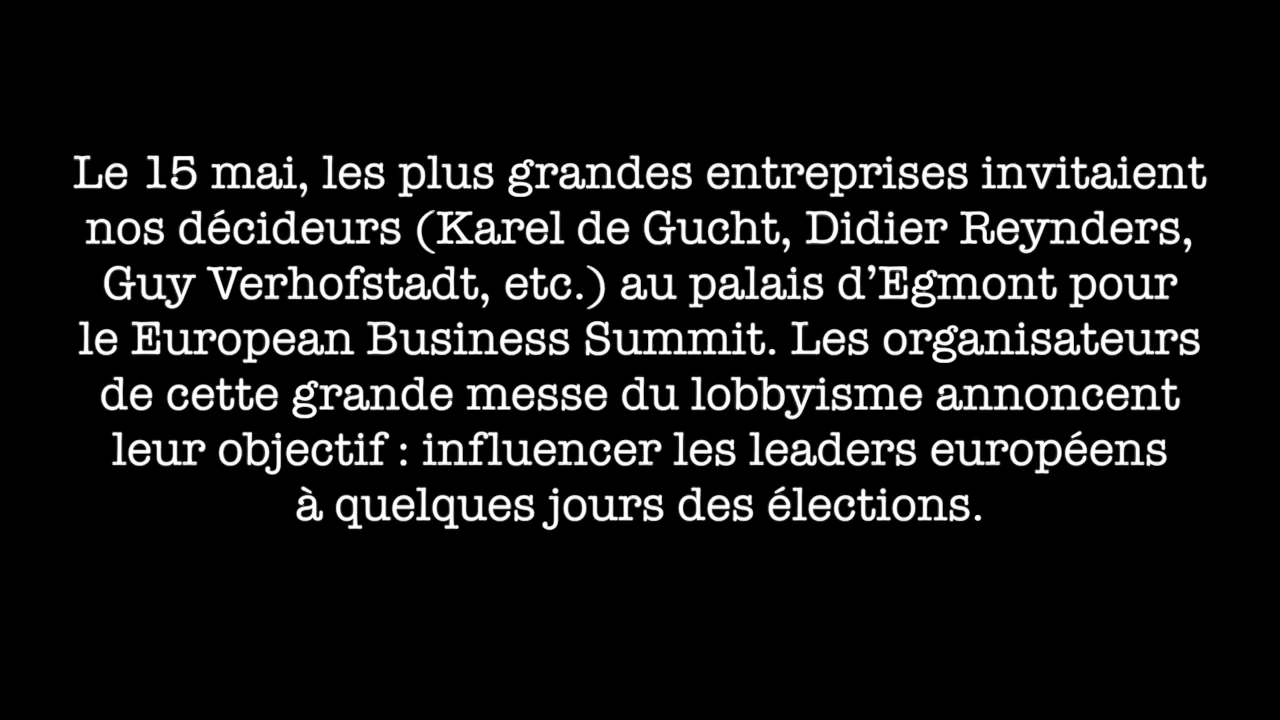 Le 15 mai, les plus grandes entreprises invitaient
nos décideurs (Karel de Gucht, Didier Reynders,
Guy Verhofstadt, etc.) au palais d’Egmont pour
le European Business Summit. Les organisateurs
de cette grande messe du lobbyisme annoncent
leur objectif : influencer les leaders européens
à quelques jours des élections.